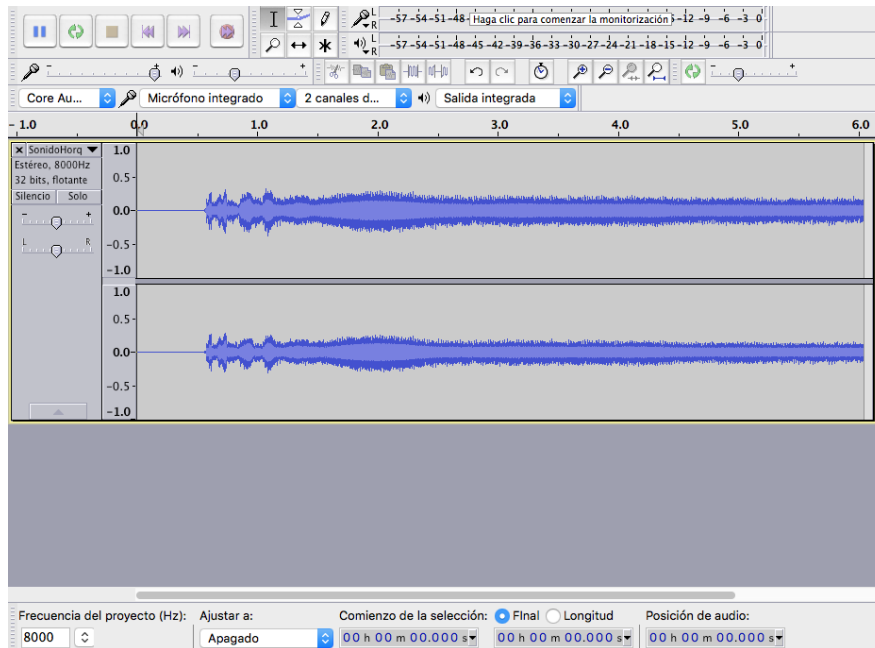 L
R
-57 -54 -51 -48 Haga clic para comenzar la monitorización -12 -9 -6 -3 0
L
R
-57 -54 -51 -48 -45 -42 -39 -36 -33 -30 -27 -24 -21 -18 -15 -12 -9 -6 -3 0
- +
- +
- +
Core Au... Micrófono integrado 2 canales d... Salida integrada
-1.0 0.0 1.0 2.0 3.0 4.0 5.0 6.0
SonidoHorq
Estéreo, 8000Hz
32 bits, flotante
Silencio Solo
- +
L R
1.0
0.5-
0.0-
-0.5-
-1.0
1.0
0.5-
0.0-
-0.5-
-1.0
Frecuencia del proyecto (Hz): Ajustar a: Comienzo de la selección: FInal Longitud Posición de audio:
8000 Apagado 00 h 00 m 00.000 s 00 h 00 m 00.000 s 00 h 00 m 00.000 s